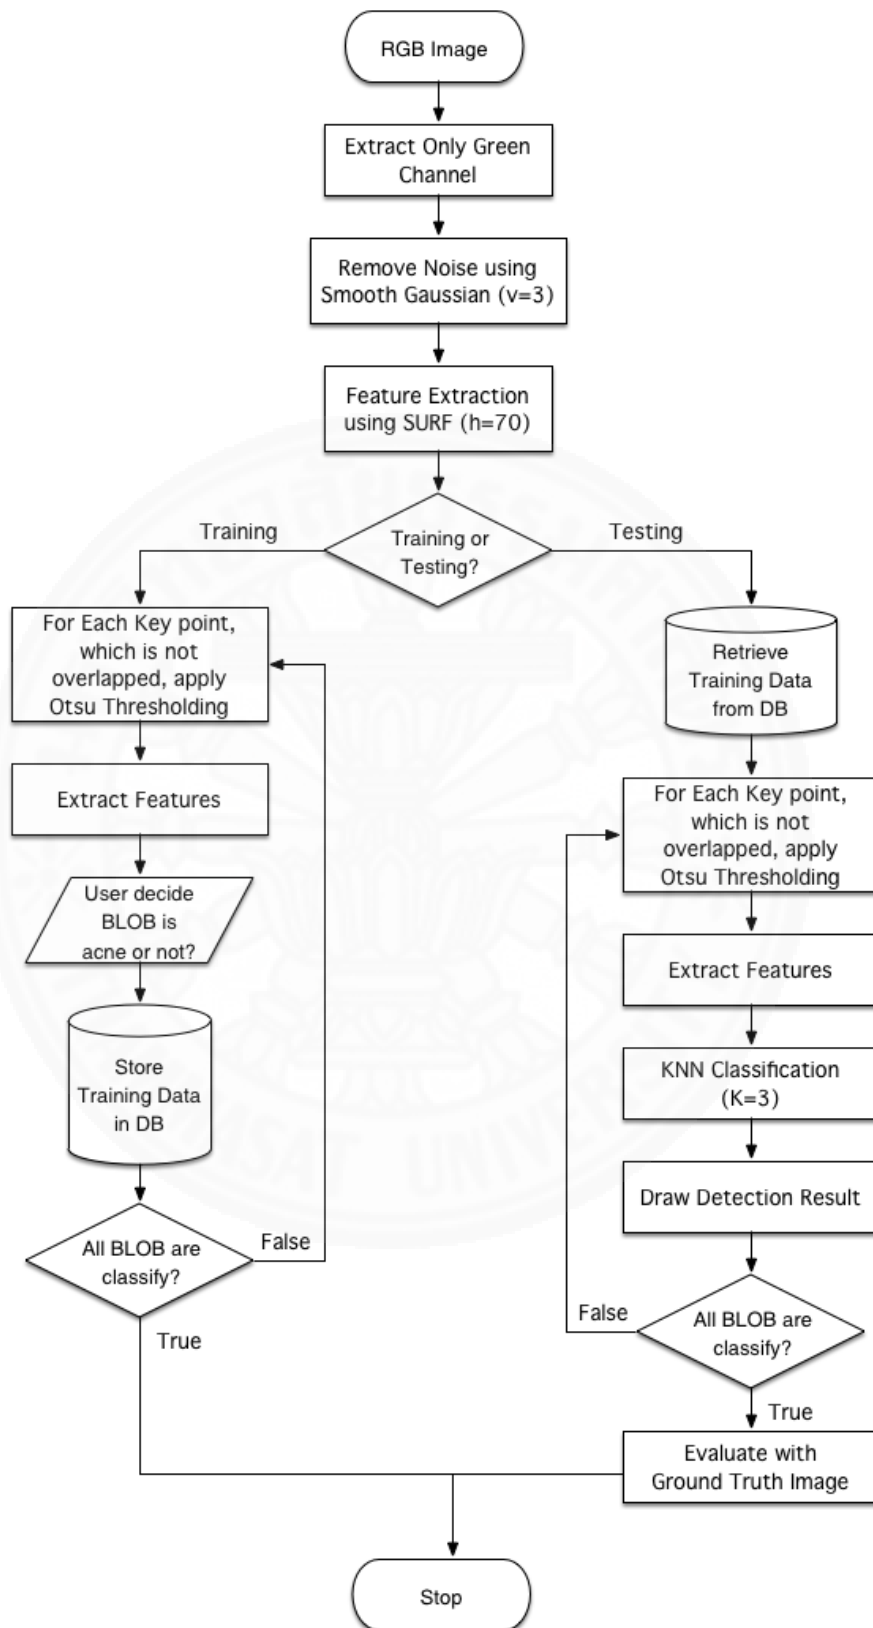 RGB Image
Extract Only Green
Channel
Remove Noise using
Smooth Gaussian (v=3)
Feature Extraction
using SURF (h=70)
Training or
Testing?
Training
Testing
For Each Key point,
which is not
overlapped, apply
Otsu Thresholding
Extract Features
User decide
BLOB is
acne or not?
Store
Training Data
in DB
All BLOB are
classify?
False
True
Retrieve
Training Data
from DB
For Each Key point,
which is not
overlapped, apply
Otsu Thresholding
Extract Features
KNN Classification
(K=3)
Draw Detection Result
All BLOB are
classify?
False
True
Evaluate with
Ground Truth Image
Stop